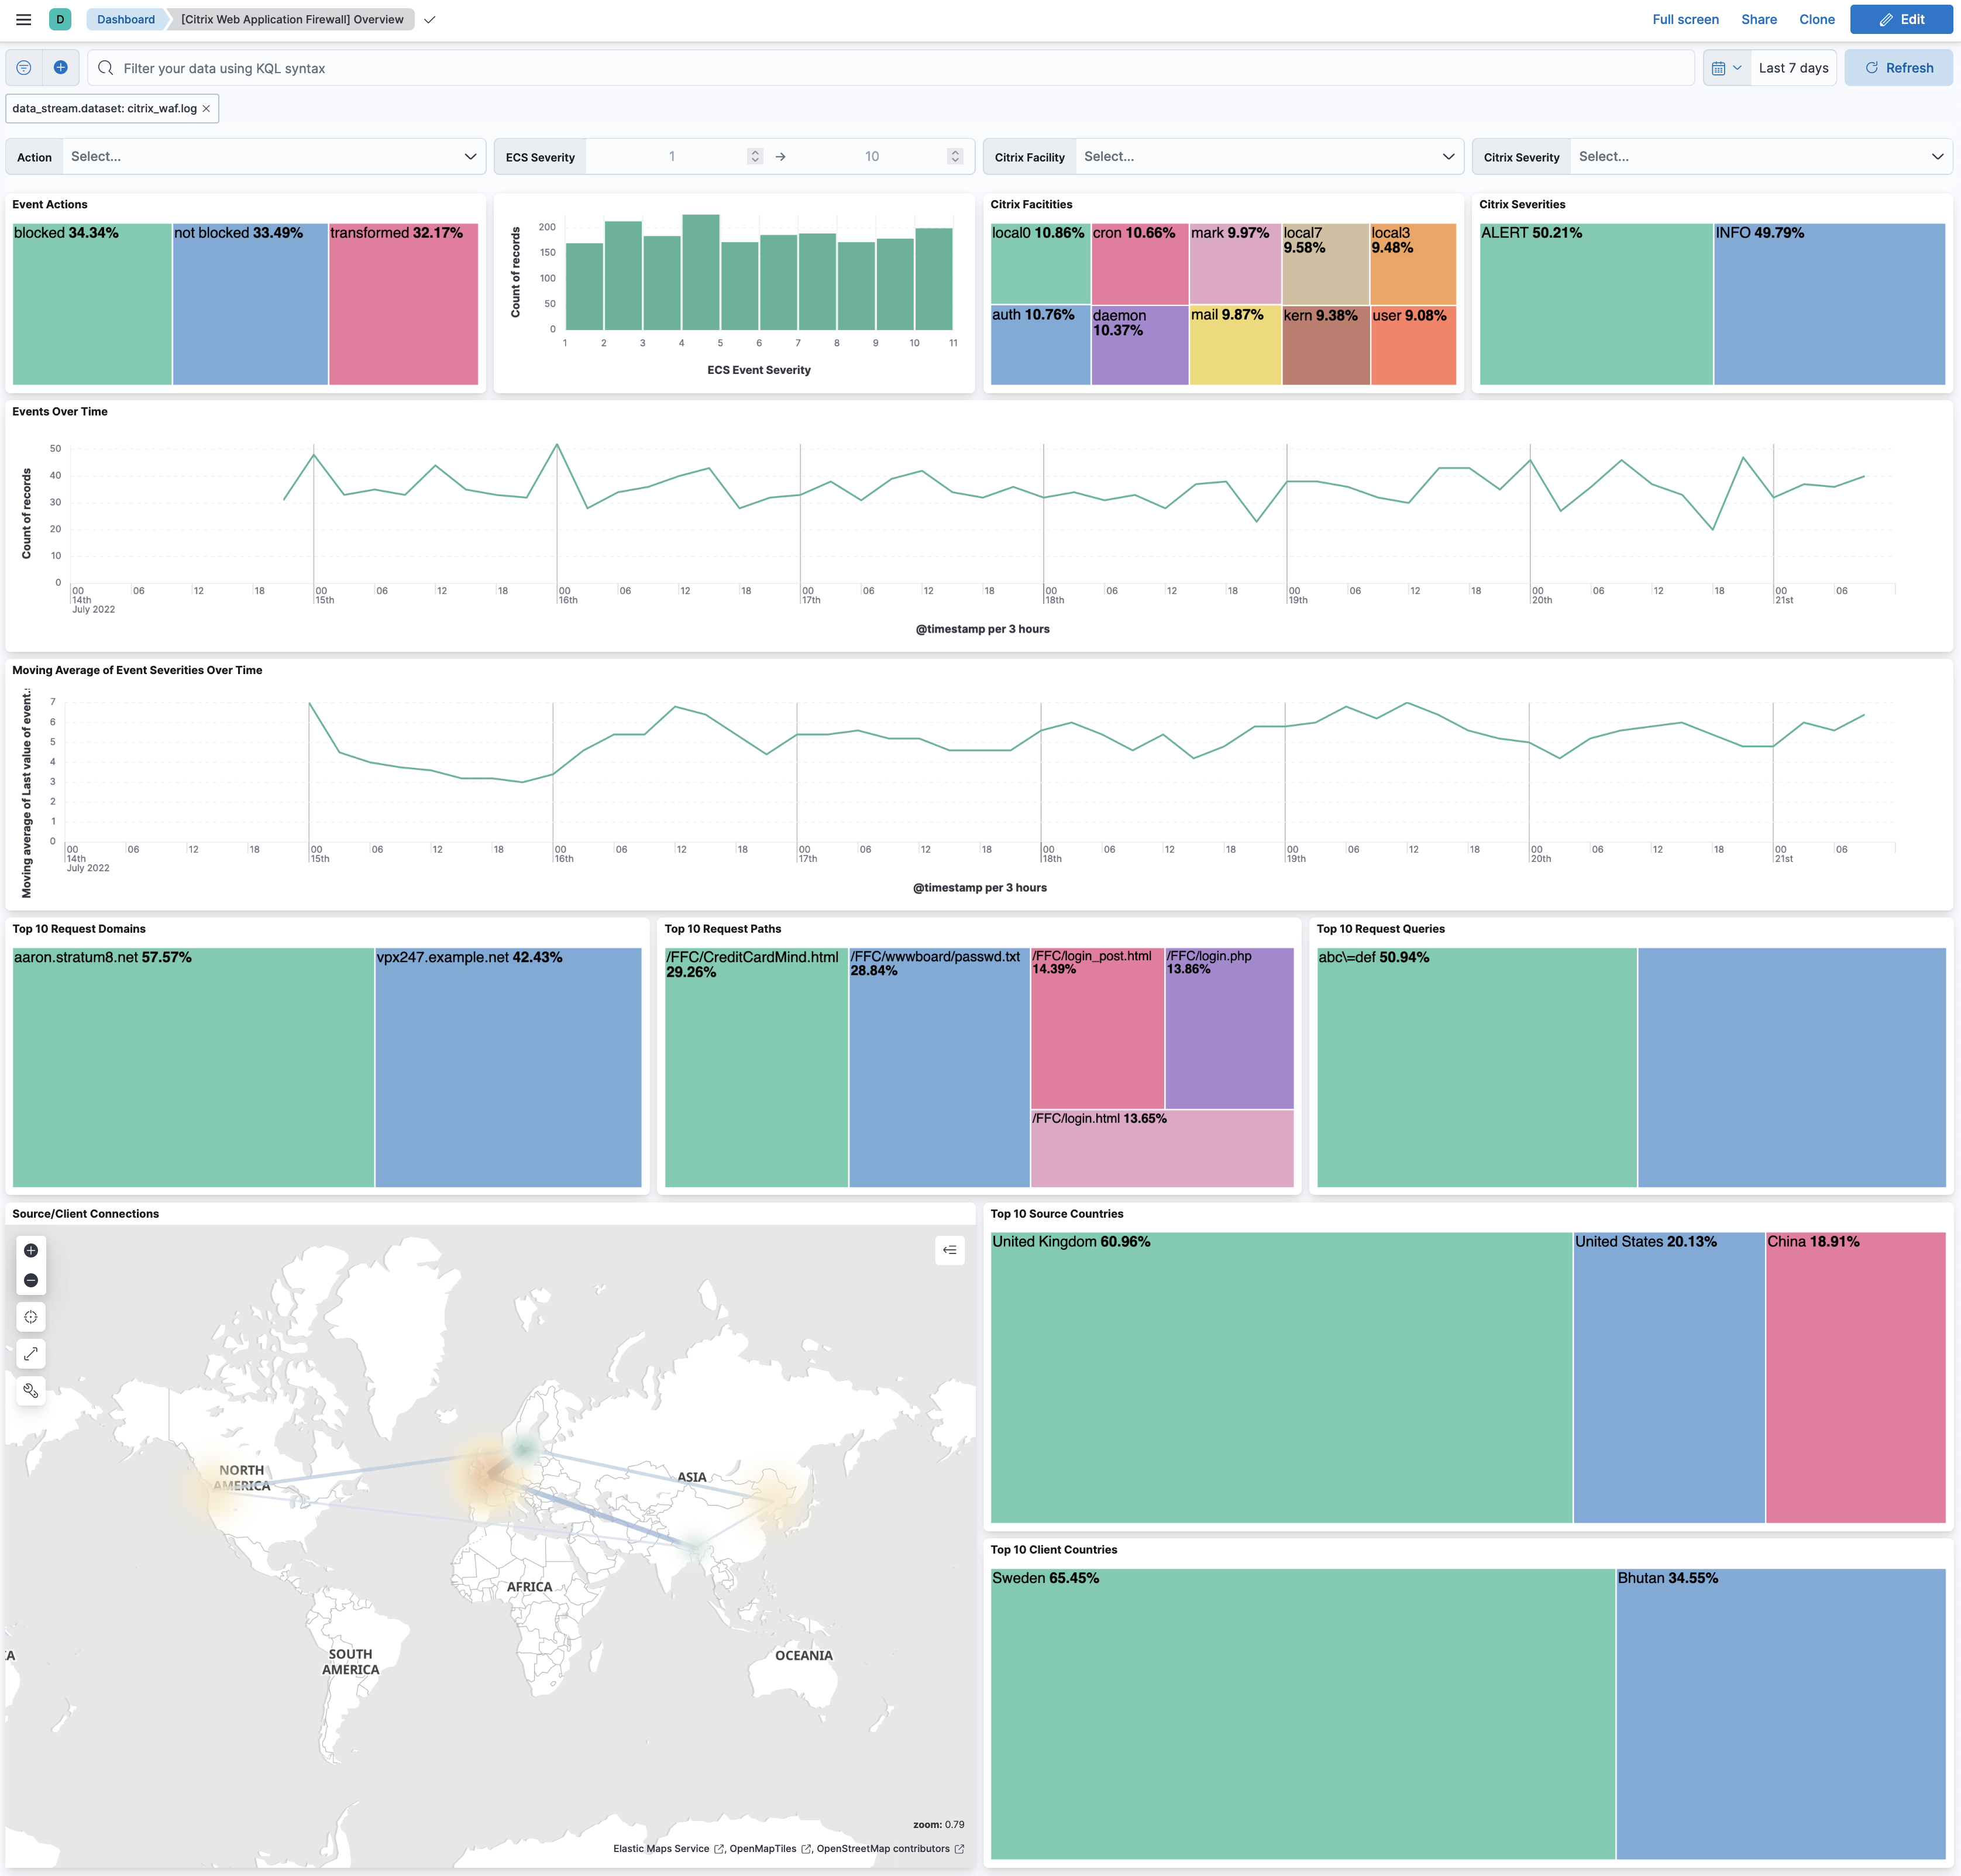 D
Dashboard
[Citrix Web Application Firewall] Overview
Full screen
Share
Clone
Edit
Filter your data using KQL syntax
Last 7 days
Refresh
data_stream.dataset: citrix_waf.log
Action
Select...
ECS Severity
1
10
Citrix Facility
Select...
Citrix Severity
Select...
Event Actions
blocked 34.34%
not blocked 33.49%
transformed 32.17%
Count of records
200
150
100
50
0
1 2 3 4 5 6 7 8 9 10 11
ECS Event Severity
Citrix Facitities
local0 10.86%
cron 10.66%
mark 9.97%
local7
9.58%
local3
9.48%
auth 10.76%
daemon
10.37%
mail 9.87%
kern 9.38%
user 9.08%
Citrix Severities
ALERT 50.21%
INFO 49.79%
Events Over Time
Count of records
50
40
30
20
10
0
00 06 12 18 00 06 12 18 00 06 12 18 00 06 12 18 00 06 12 18 00 06 12 18 00 06 12 18 00 06
14th 15th 16th 17th 18th 19th 20th 21st
July 2022
@timestamp per 3 hours
Moving Average of Event Severities Over Time
Moving average of Last value of event.
7
6
5
4
3
2
1
0
00 06 12 18 00 06 12 18 00 06 12 18 00 06 12 18 00 06 12 18 00 06 12 18 00 06 12 18 00 06
14th 15th 16th 17th 18th 19th 20th 21st
July 2022
@timestamp per 3 hours
Top 10 Request Domains
aaron.stratum8.net 57.57%
vpx247.example.net 42.43%
Top 10 Request Paths
/FFC/CreditCardMind.html
29.26%
/FFC/wwwboard/passwd.txt
28.84%
/FFC/login_post.html
14.39%
/FFC/login.php
13.86%
/FFC/login.html 13.65%
Top 10 Request Queries
abc\=def 50.94%
Source/Client Connections
NORTH
AMERICA
ASIA
AFRICA
SOUTH
AMERICA
OCEANIA
IA
zoom: 0.79
Elastic Maps Service , OpenMapTiles , OpenStreetMap contributors
Top 10 Source Countries
United Kingdom 60.96%
United States 20.13%
China 18.91%
Top 10 Client Countries
Sweden 65.45%
Bhutan 34.55%